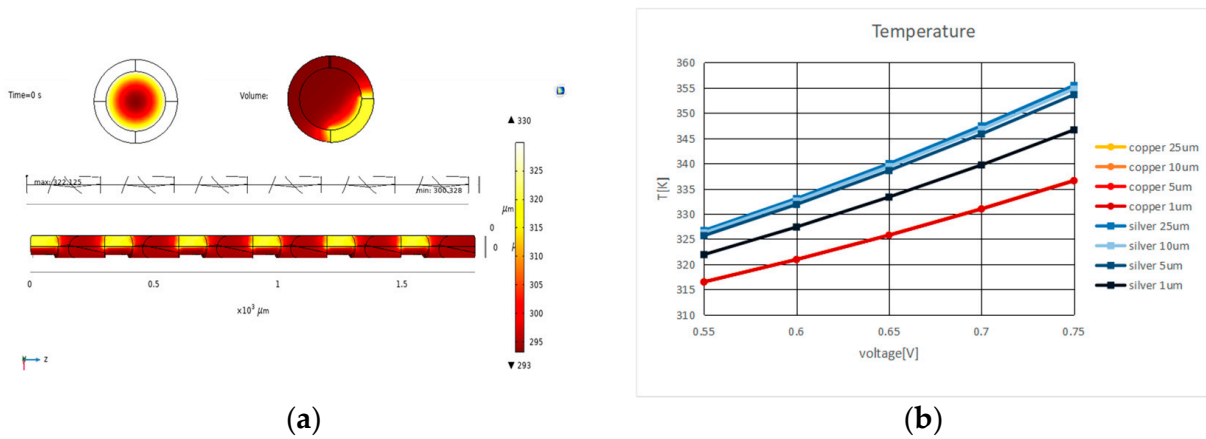 Time=0 s
Volume:
▲ 330
325
320
315
310
305
300
295
▼ 293
max: 322.125
min: 300.328
μm
0
0
0
0.5
1
1.5
×10³ μm
z
(a)
Temperature
360
355
350
345
340
335
330
325
320
315
310
T[K]
0.55
0.6
0.65
0.7
0.75
voltage[V]
copper 25um
copper 10um
copper 5um
copper 1um
silver 25um
silver 10um
silver 5um
silver 1um
(b)